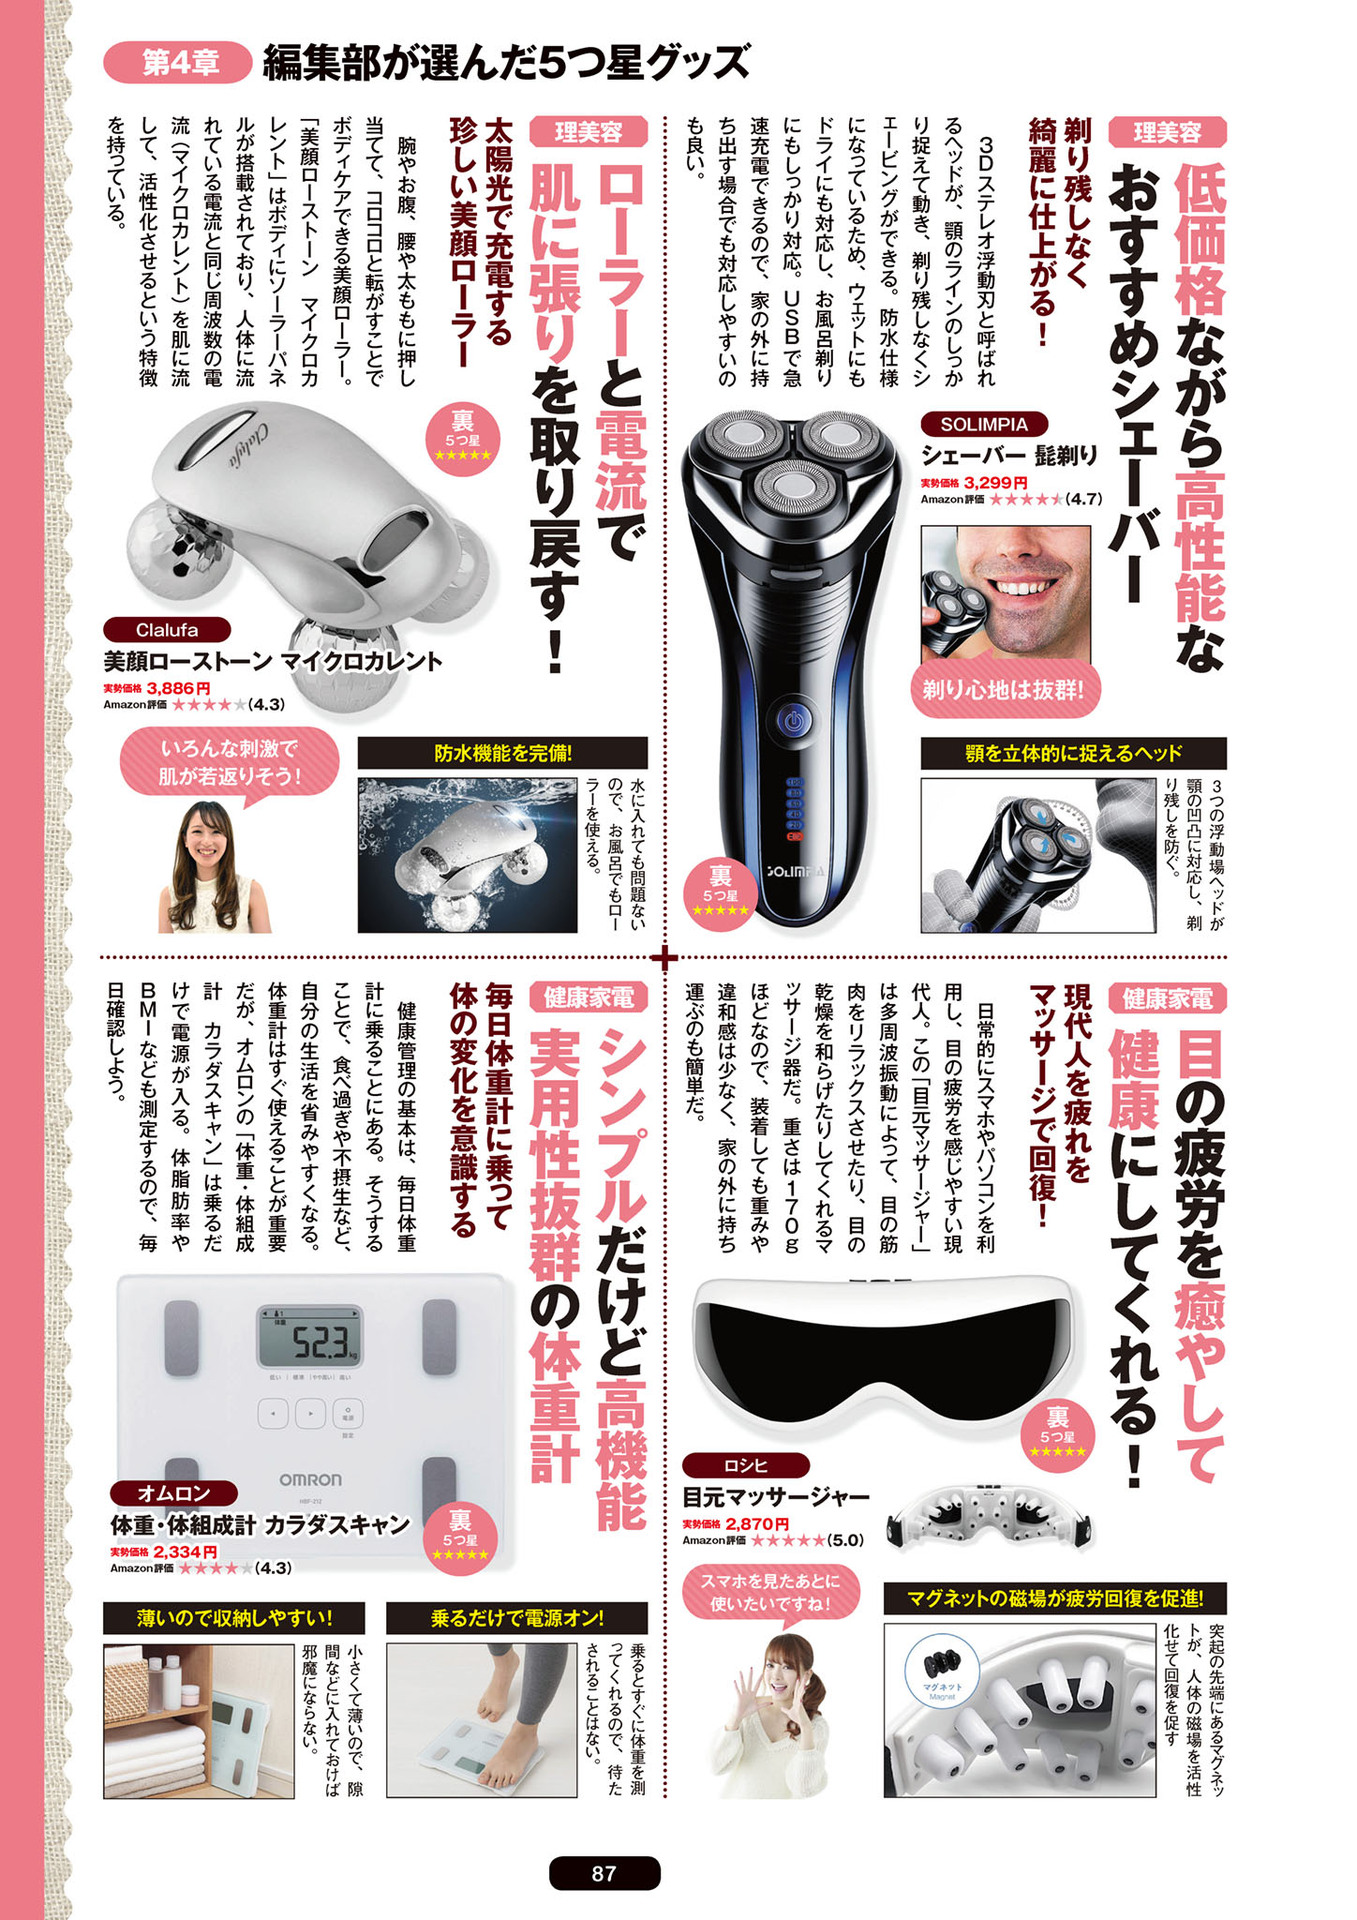 第4章 編集部が選んだ5つ星グッズ
理美容
低価格ながら高性能な
おすすめシェーバー
剃り残しなく
綺麗に仕上がる！
３Ｄステレオ浮動刃と呼ばれ
るヘッドが、顎のラインのしっか
り捉えて動き、剃り残しなくシ
ェービングができる。防水仕様
になっているため、ウェットにも
ドライにも対応し、お風呂剃り
にもしっかり対応。ＵＳＢで急
速充電できるので、家の外に持
ち出す場合でも対応しやすいの
も良い。
SOLIMPIA
シェーバー 髭剃り
実勢価格 3,299円
Amazon評価 ★★★★★(4.7)
剃り心地は抜群!
裏
5つ星
★★★★★
SOLIMPIA
顎を立体的に捉えるヘッド
３つの浮動場ヘッドが
顎の凹凸に対応し、剃
り残しを防ぐ。
理美容
ローラーと電流で
肌に張りを取り戻す！
太陽光で充電する
珍しい美顔ローラー
腕やお腹、腰や太ももに押し
当てて、コロコロと転がすことで
ボディケアできる美顔ローラー。
「美顔ローストーン　マイクロカ
レント」はボディにソーラーパネ
ルが搭載されており、人体に流
れている電流と同じ周波数の電
流（マイクロカレント）を肌に流
して、活性化させるという特徴
を持っている。
裏
5つ星
★★★★★
Clalufa
Clalufa
美顔ローストーン マイクロカレント
実勢価格 3,886円
Amazon評価 ★★★★★(4.3)
いろんな刺激で
肌が若返りそう！
防水機能を完備!
水に入れても問題ない
ので、お風呂でもロー
ラーを使える。
健康家電
目の疲労を癒やして
健康にしてくれる！
現代人を疲れを
マッサージで回復！
日常的にスマホやパソコンを利
用し、目の疲労を感じやすい現
代人。この「目元マッサージャー」
は多周波振動によって、目の筋
肉をリラックスさせたり、目の
乾燥を和らげたりしてくれるマ
ッサージ器だ。重さは１７０ｇ
ほどなので、装着しても重みや
違和感は少なく、家の外に持ち
運ぶのも簡単だ。
裏
5つ星
★★★★★
ロシヒ
目元マッサージャー
実勢価格 2,870円
Amazon評価 ★★★★★(5.0)
スマホを見たあとに
使いたいですね！
マグネットの磁場が疲労回復を促進!
マグネット
Magnet
突起の先端にあるマグネッ
トが、人体の磁場を活性
化せて回復を促す
健康家電
シンプルだけど高機能
実用性抜群の体重計
毎日体重計に乗って
体の変化を意識する
健康管理の基本は、毎日体重
計に乗ることにある。そうする
ことで、食べ過ぎや不摂生など、
自分の生活を省みやすくなる。
体重計はすぐ使えることが重要
だが、オムロンの「体重・体組成
計　カラダスキャン」は乗るだ
けで電源が入る。体脂肪率や
ＢＭＩなども測定するので、毎
日確認しよう。
1
体重
52.3 kg
低い 標準 やや高い 高い
電源
設定
OMRON
HBF-212
オムロン
体重・体組成計 カラダスキャン
実勢価格 2,334円
Amazon評価 ★★★★★(4.3)
裏
5つ星
★★★★★
薄いので収納しやすい!
小さくて薄いので、隙
間などに入れておけば
邪魔にならない。
乗るだけで電源オン!
乗るとすぐに体重を測
ってくれるので、待た
されることはない。
87